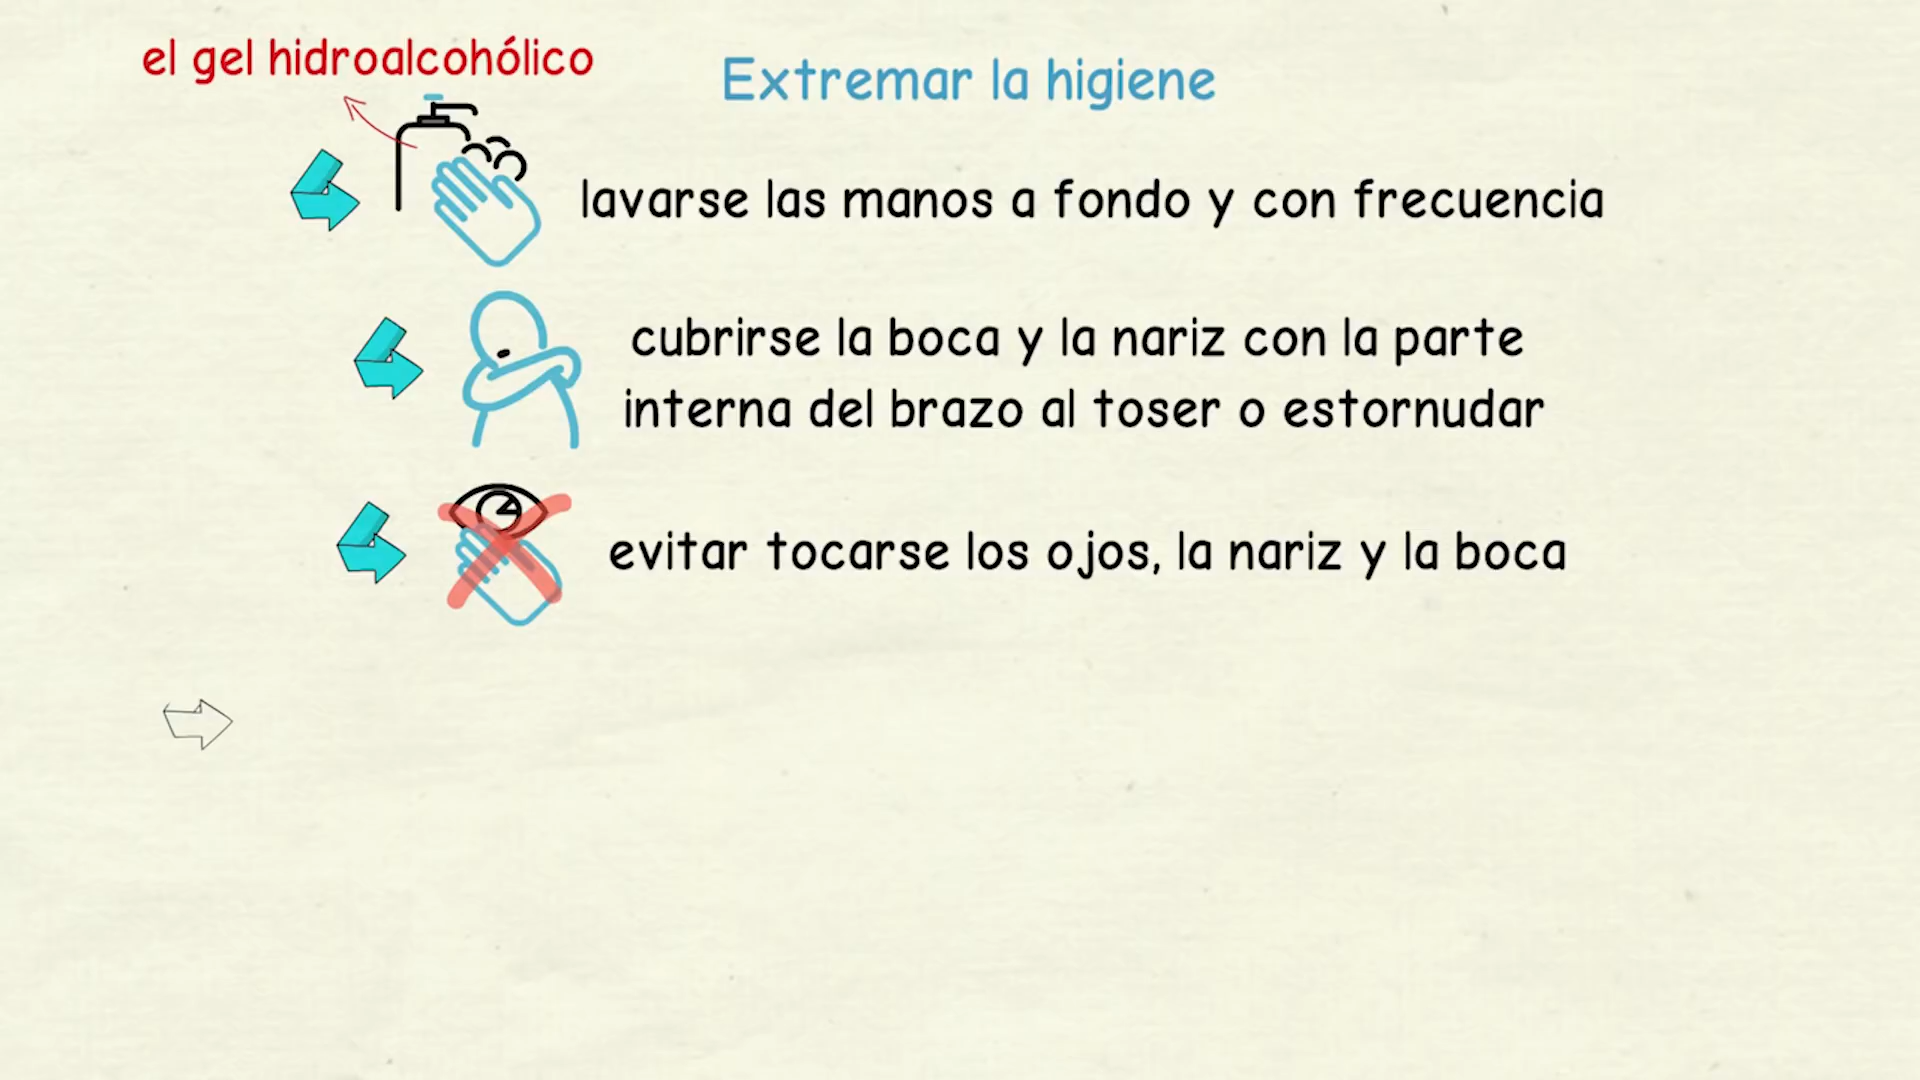 el gel hidroalcohólico
Extremar la higiene
lavarse las manos a fondo y con frecuencia
cubrirse la boca y la nariz con la parte
interna del brazo al toser o estornudar
evitar tocarse los ojos, la nariz y la boca